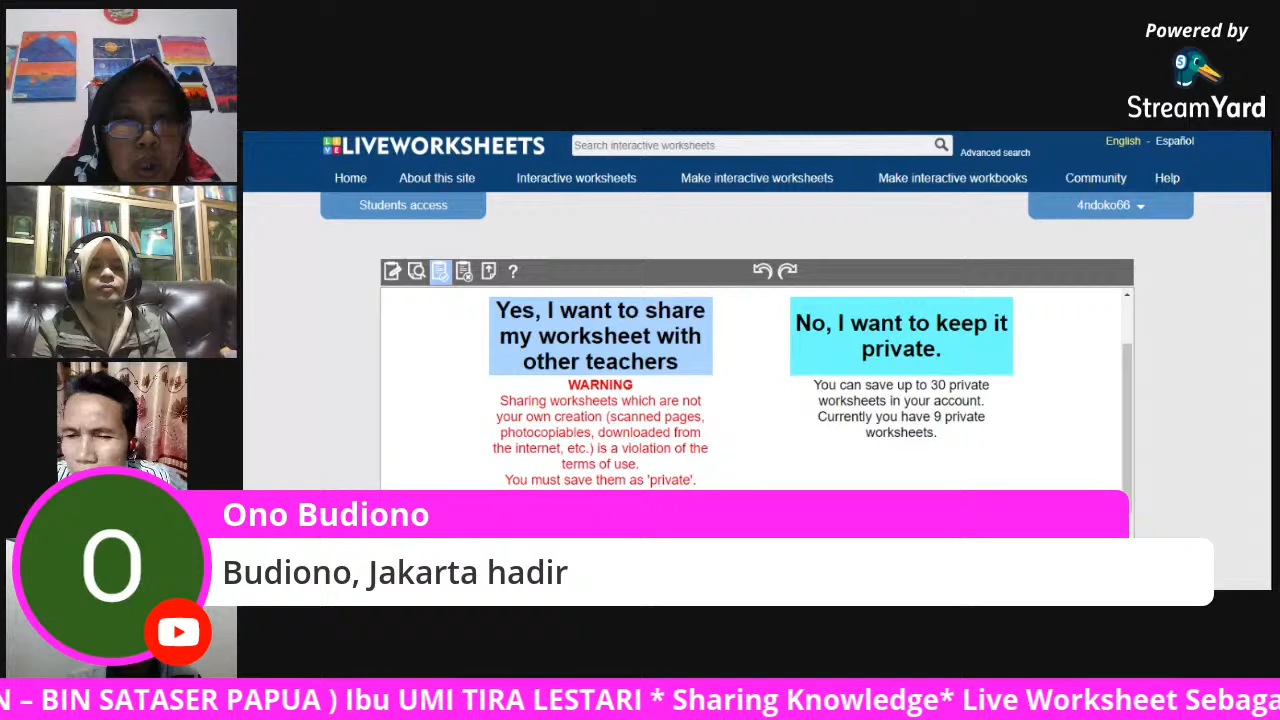 Powered by
StreamYard
LIVEWORKSHEETS
Search interactive worksheets
Advanced search
English - Español
Home About this site Interactive worksheets Make interactive worksheets Make interactive workbooks Community Help
Students access
4ndoko66
?
Yes, I want to share
my worksheet with
other teachers
WARNING
Sharing worksheets which are not
your own creation (scanned pages,
photocopiables, downloaded from
the internet, etc.) is a violation of the
terms of use.
You must save them as 'private'.
No, I want to keep it
private.
You can save up to 30 private
worksheets in your account.
Currently you have 9 private
worksheets.
O
Ono Budiono
Budiono, Jakarta hadir
N – BIN SATASER PAPUA ) Ibu UMI TIRA LESTARI * Sharing Knowledge* Live Worksheet Sebaga